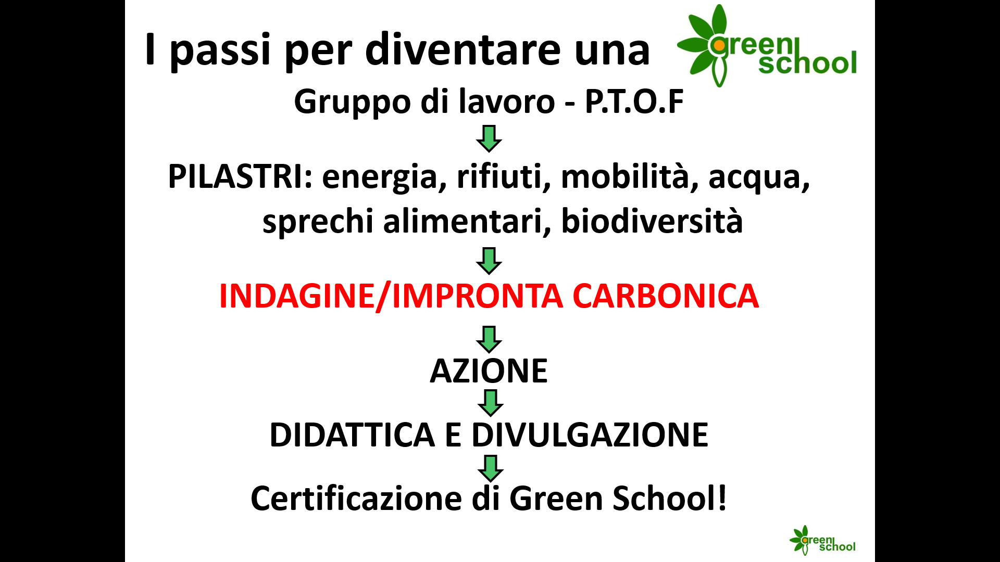 I passi per diventare una
green
school
Gruppo di lavoro - P.T.O.F
PILASTRI: energia, rifiuti, mobilità, acqua,
sprechi alimentari, biodiversità
INDAGINE/IMPRONTA CARBONICA
AZIONE
DIDATTICA E DIVULGAZIONE
Certificazione di Green School!
green
school